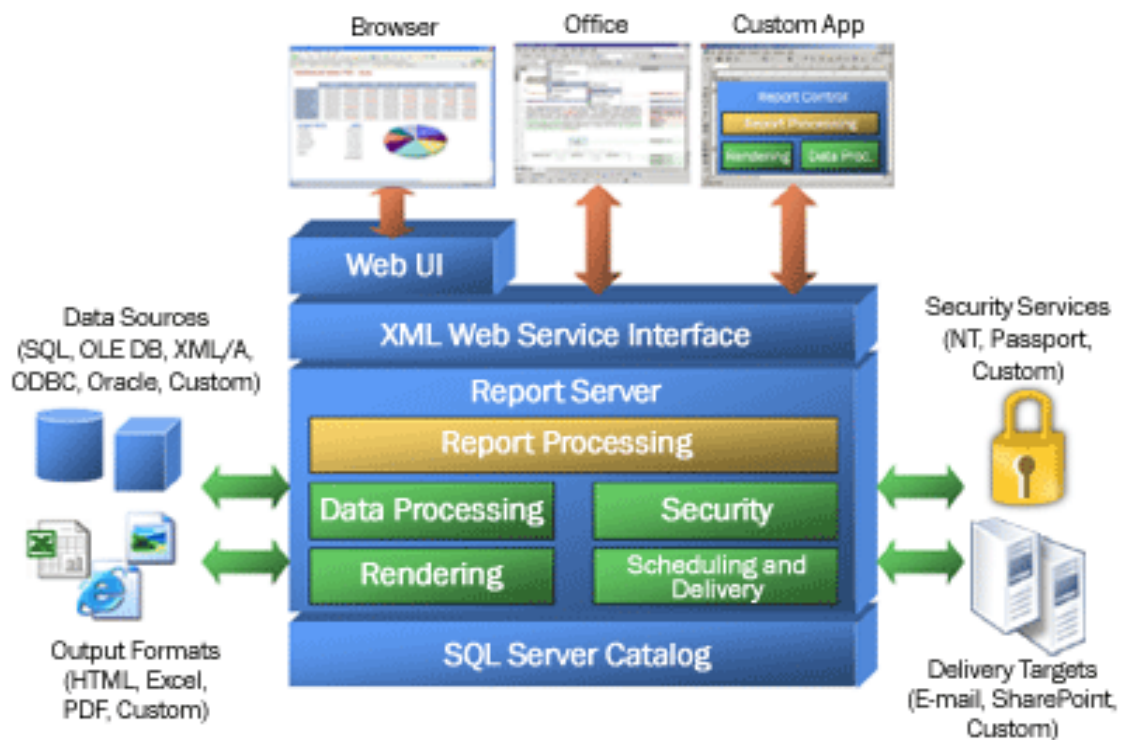 Browser
Office
Custom App
Report Control
Report Processing
Rendering
Data Proc.
Web UI
XML Web Service Interface
Data Sources
(SQL, OLE DB, XML/A,
ODBC, Oracle, Custom)
Security Services
(NT, Passport,
Custom)
Report Server
Report Processing
Data Processing
Security
Rendering
Scheduling and
Delivery
SQL Server Catalog
Output Formats
(HTML, Excel,
PDF, Custom)
Delivery Targets
(E-mail, SharePoint,
Custom)